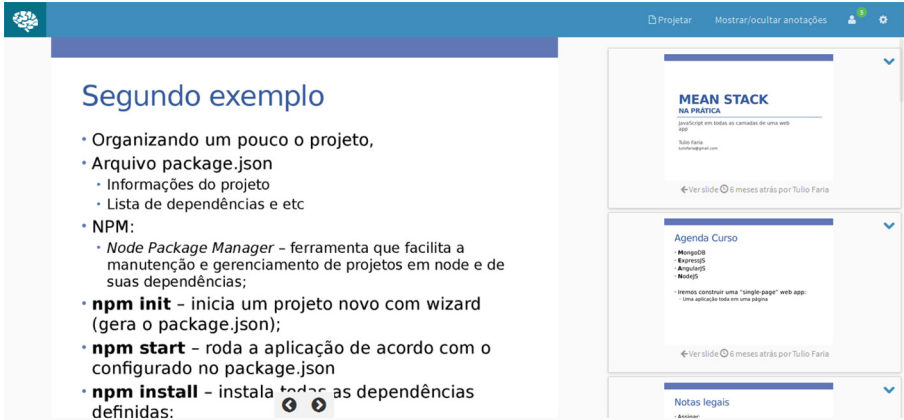 Projetar
Mostrar/ocultar anotações
5
Segundo exemplo
• Organizando um pouco o projeto,
• Arquivo package.json
• Informações do projeto
• Lista de dependências e etc
• NPM:
• Node Package Manager – ferramenta que facilita a
manutenção e gerenciamento de projetos em node e de
suas dependências;
• npm init – inicia um projeto novo com wizard
(gera o package.json);
• npm start – roda a aplicação de acordo com o
configurado no package.json
• npm install – instala todas as dependências
definidas;
MEAN STACK
NA PRÁTICA
JavaScript em todas as camadas de uma web
app
Tulio Faria
tuliofaria@gmail.com
Ver slide 6 meses atrás por Tulio Faria
Agenda Curso
• MongoDB
• ExpressJS
• AngularJS
• NodeJS
• Iremos construir uma "single-page" web app:
• Uma aplicação toda em uma página
Ver slide 6 meses atrás por Tulio Faria
Notas legais
• Assinar: